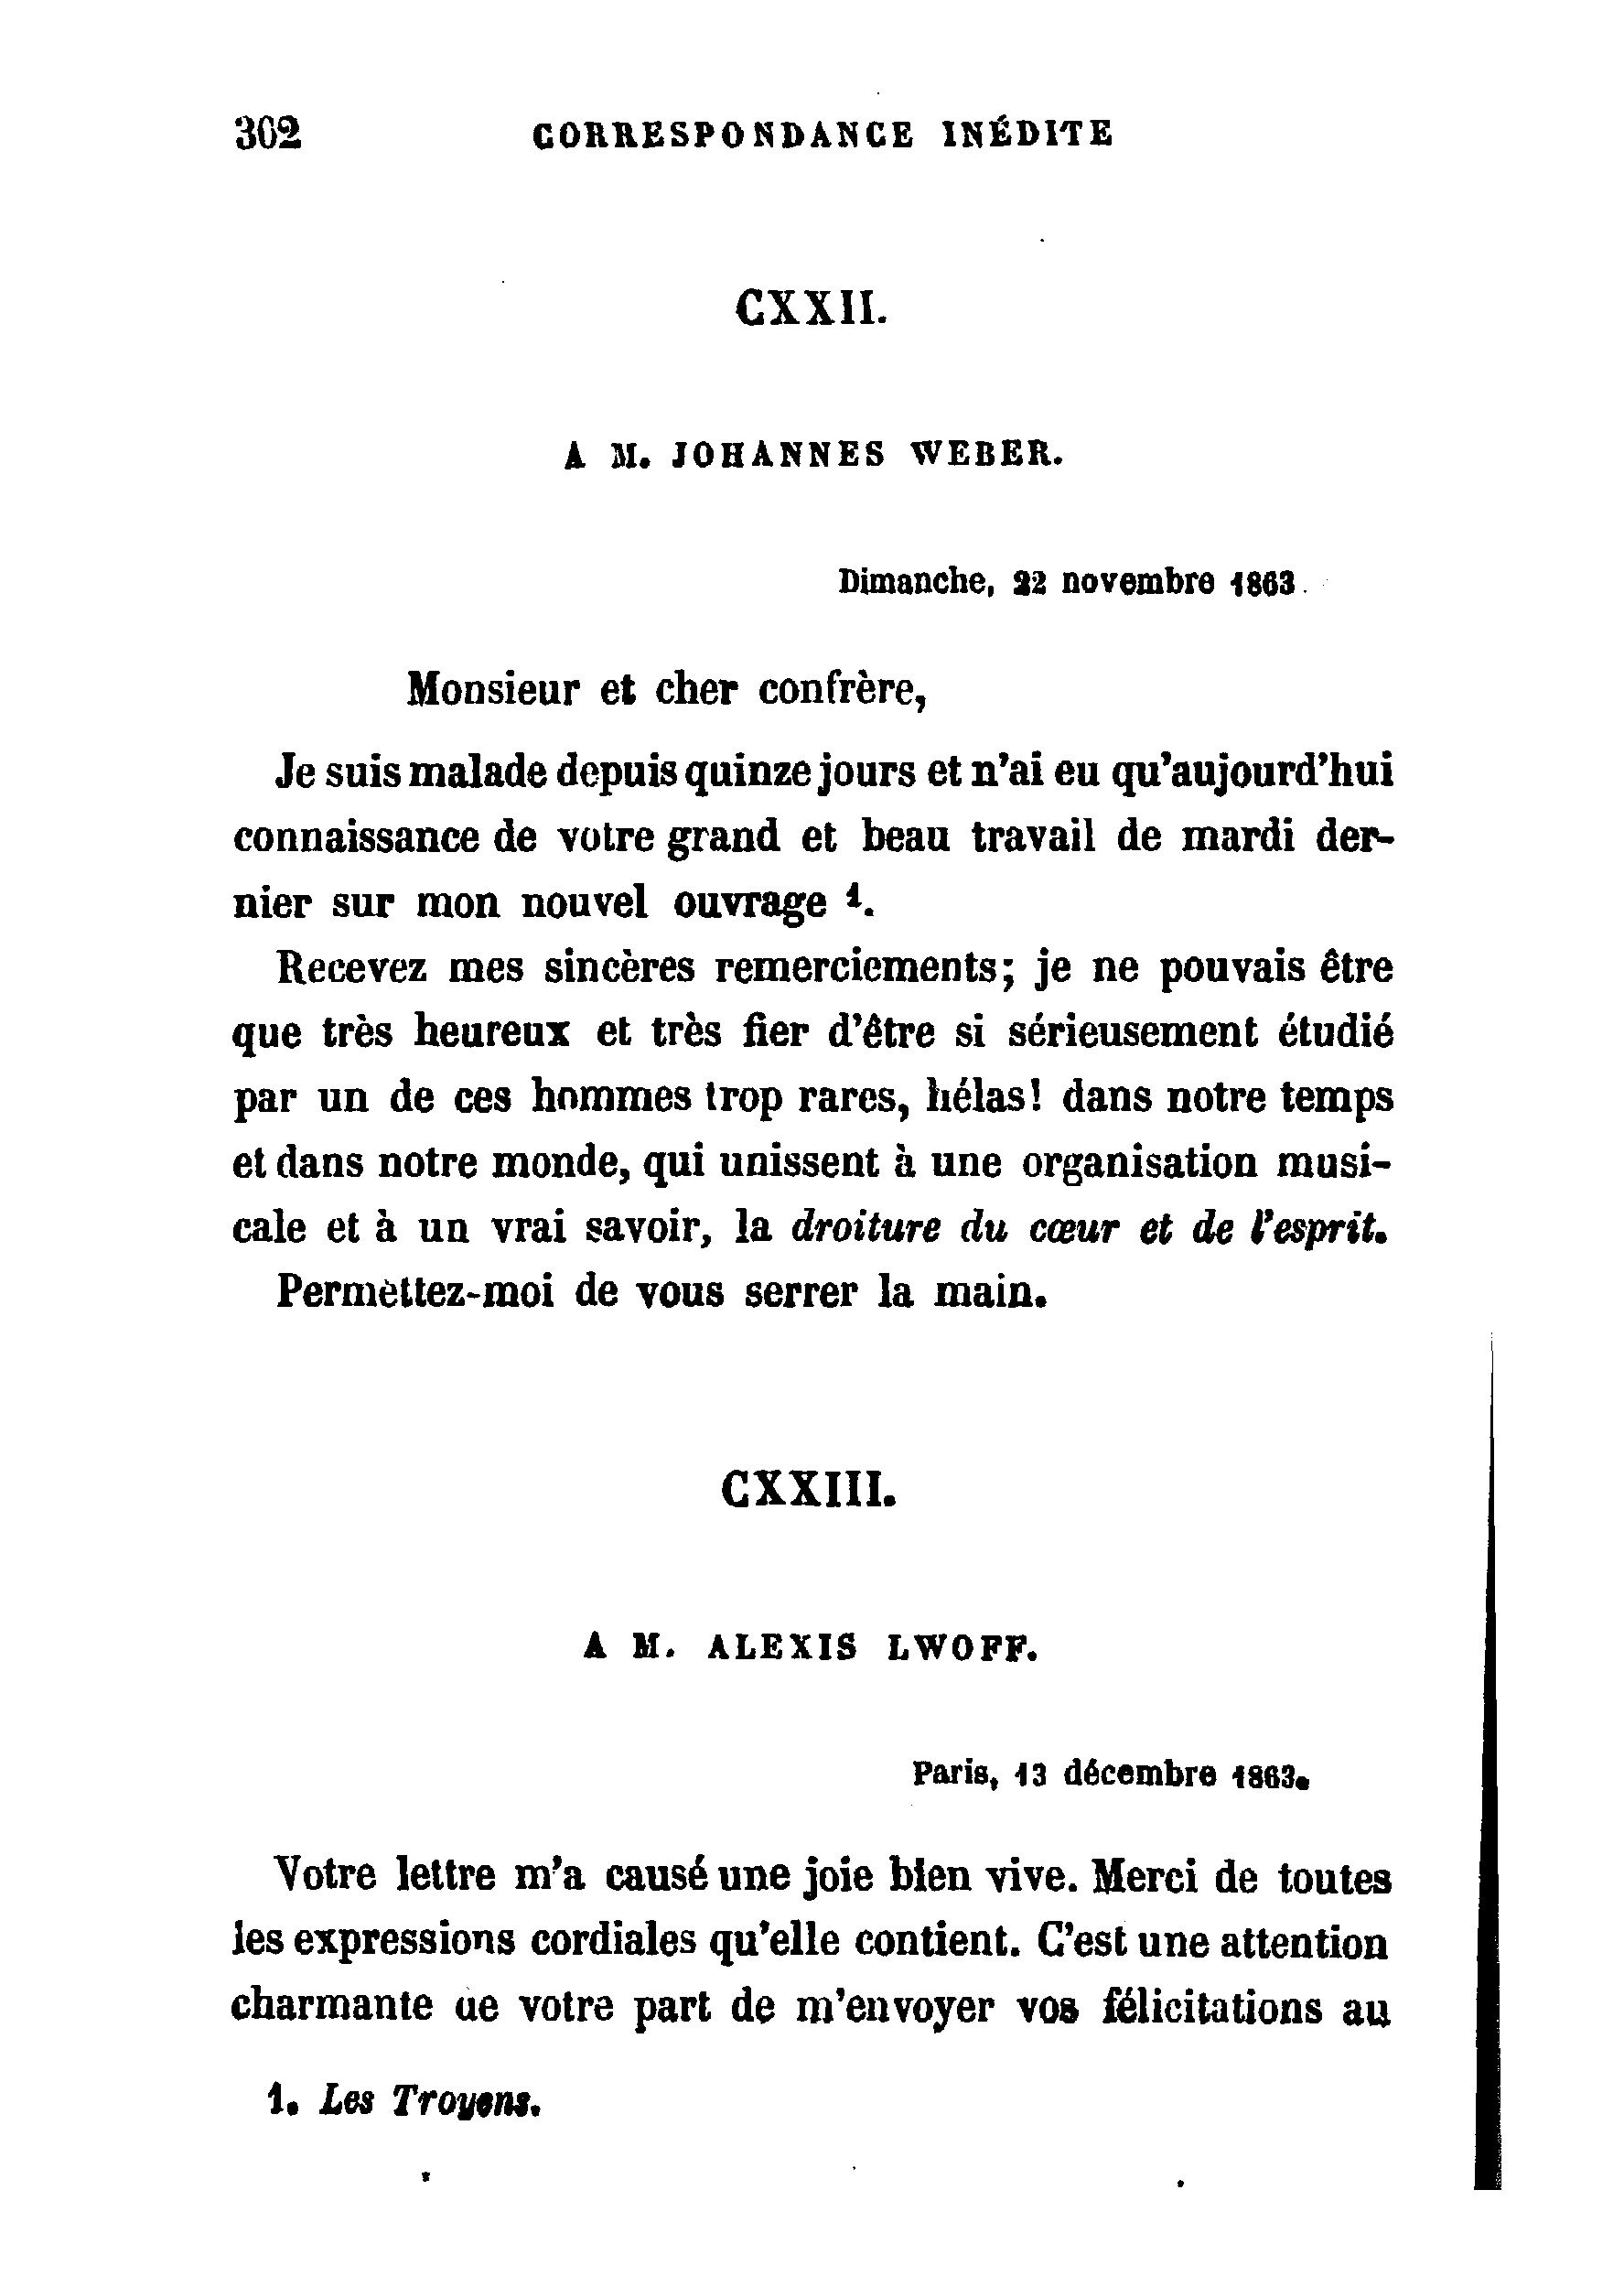 302 CORRESPONDANCE INÉDITE
CXXII.
A M. JOHANNES WEBER.
Dimanche, 22 novembre 1863.
Monsieur et cher confrère,
Je suis malade depuis quinze jours et n'ai eu qu'aujourd'hui
connaissance de votre grand et beau travail de mardi der-
nier sur mon nouvel ouvrage ¹.
Recevez mes sincères remerciements; je ne pouvais être
que très heureux et très fier d'être si sérieusement étudié
par un de ces hommes trop rares, hélas! dans notre temps
et dans notre monde, qui unissent à une organisation musi-
cale et à un vrai savoir, la droiture du cœur et de l'esprit.
Permettez-moi de vous serrer la main.
CXXIII.
A M. ALEXIS LWOFF.
Paris, 13 décembre 1863.
Votre lettre m'a causé une joie bien vive. Merci de toutes
les expressions cordiales qu'elle contient. C'est une attention
charmante de votre part de m'envoyer vos félicitations au
1. Les Troyens.